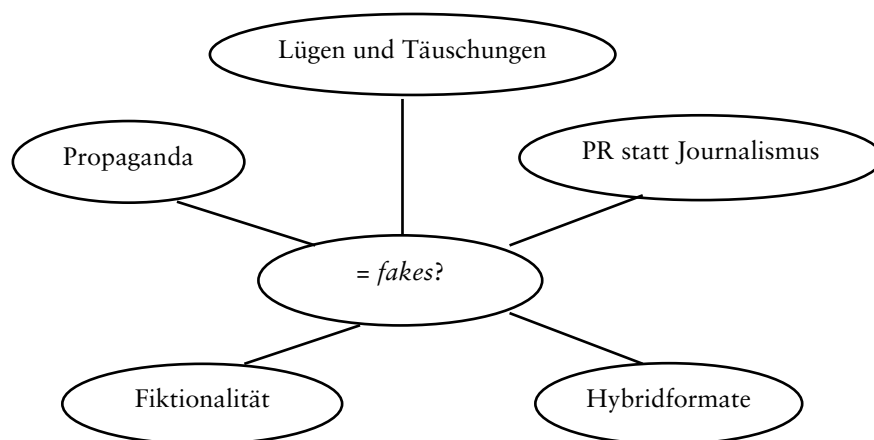 Lügen und Täuschungen
Propaganda
PR statt Journalismus
= fakes?
Fiktionalität
Hybridformate